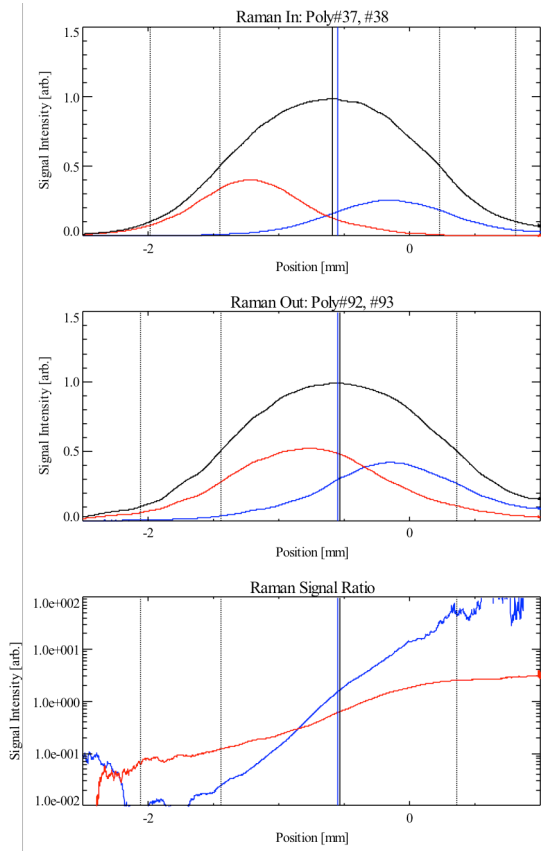 Raman In: Poly#37, #38
1.5
1.0
0.5
0.0
Signal Intensity [arb.]
-2
0
Position [mm]
Raman Out: Poly#92, #93
1.5
1.0
0.5
0.0
Signal Intensity [arb.]
-2
0
Position [mm]
Raman Signal Ratio
1.0e+002
1.0e+001
1.0e+000
1.0e-001
1.0e-002
Signal Intensity [arb.]
-2
0
Position [mm]